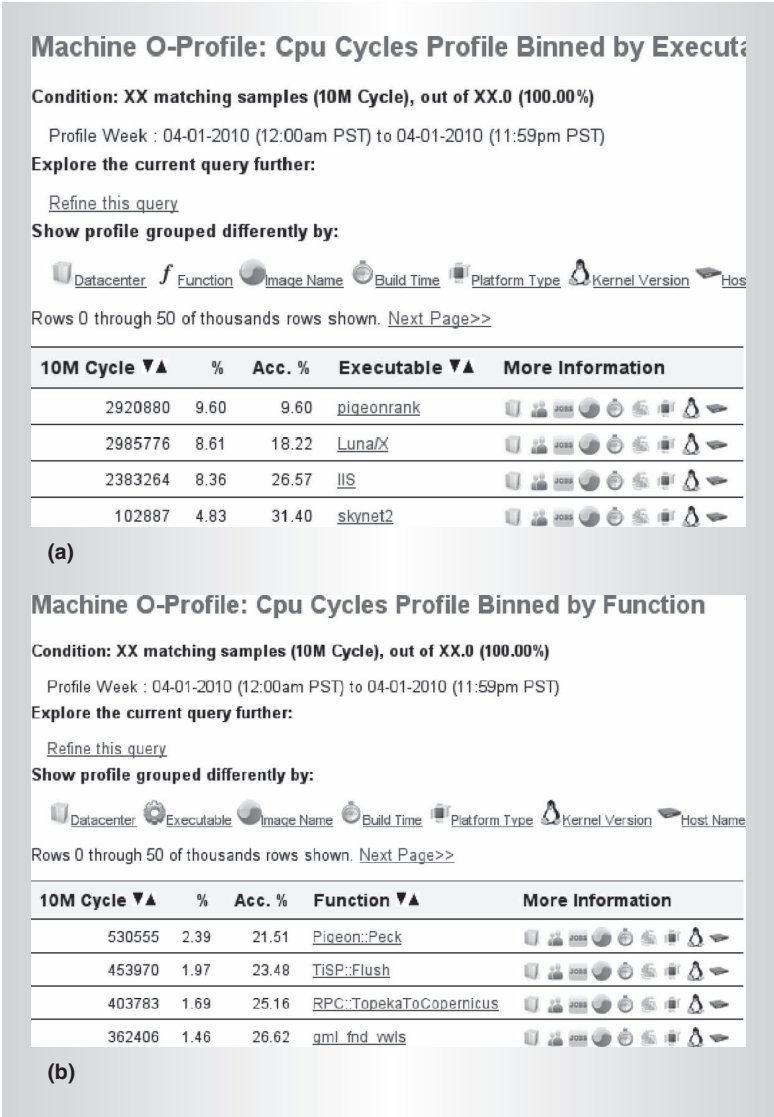 Machine O-Profile: Cpu Cycles Profile Binned by Executa
Condition: XX matching samples (10M Cycle), out of XX.0 (100.00%)
Profile Week : 04-01-2010 (12:00am PST) to 04-01-2010 (11:59pm PST)
Explore the current query further:
Refine this query
Show profile grouped differently by:
Datacenter f Function Image Name Build Time Platform Type Kernel Version Hos
Rows 0 through 50 of thousands rows shown. Next Page>>
10M Cycle ▼▲ % Acc. % Executable ▼▲ More Information
2920880 9.60 9.60 pigeonrank JOBS
2985776 8.61 18.22 Luna/X JOBS
2383264 8.36 26.57 IIS JOBS
102887 4.83 31.40 skynet2 JOBS
(a)
Machine O-Profile: Cpu Cycles Profile Binned by Function
Condition: XX matching samples (10M Cycle), out of XX.0 (100.00%)
Profile Week : 04-01-2010 (12:00am PST) to 04-01-2010 (11:59pm PST)
Explore the current query further:
Refine this query
Show profile grouped differently by:
Datacenter Executable Image Name Build Time Platform Type Kernel Version Host Name
Rows 0 through 50 of thousands rows shown. Next Page>>
10M Cycle ▼▲ % Acc. % Function ▼▲ More Information
530555 2.39 21.51 Pigeon::Peck JOBS
453970 1.97 23.48 TiSP::Flush JOBS
403783 1.69 25.16 RPC::TopekaToCopernicus JOBS
362406 1.46 26.62 gml_fnd_vwls JOBS
(b)